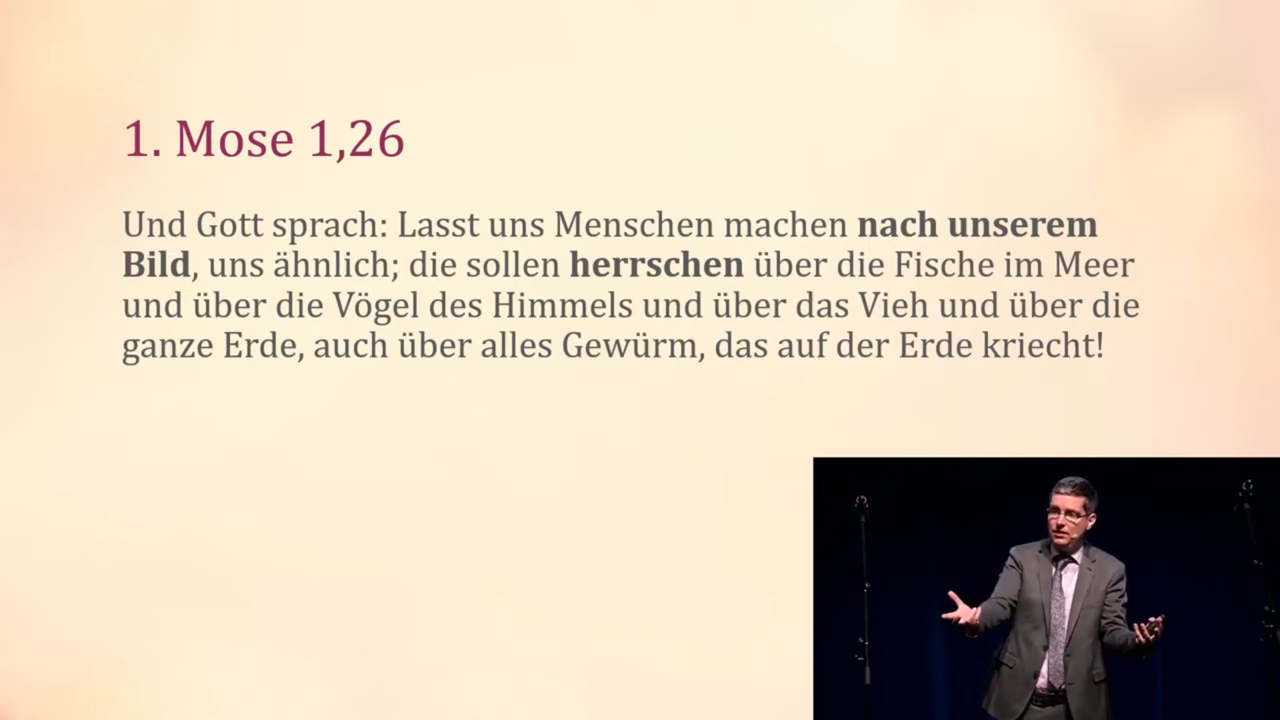 1. Mose 1,26
Und Gott sprach: Lasst uns Menschen machen nach unserem
Bild, uns ähnlich; die sollen herrschen über die Fische im Meer
und über die Vögel des Himmels und über das Vieh und über die
ganze Erde, auch über alles Gewürm, das auf der Erde kriecht!